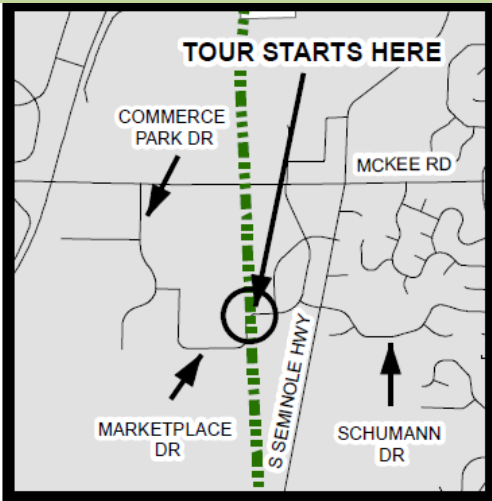 TOUR STARTS HERE
COMMERCE
PARK DR
MCKEE RD
S SEMINOLE HWY
MARKETPLACE
DR
SCHUMANN
DR